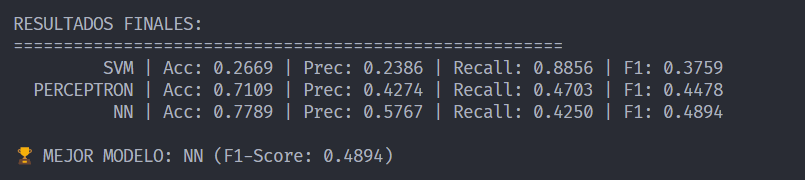 RESULTADOS FINALES:
=======================================================
SVM | Acc: 0.2669 | Prec: 0.2386 | Recall: 0.8856 | F1: 0.3759
PERCEPTRON | Acc: 0.7109 | Prec: 0.4274 | Recall: 0.4703 | F1: 0.4478
NN | Acc: 0.7789 | Prec: 0.5767 | Recall: 0.4250 | F1: 0.4894
🏆 MEJOR MODELO: NN (F1-Score: 0.4894)